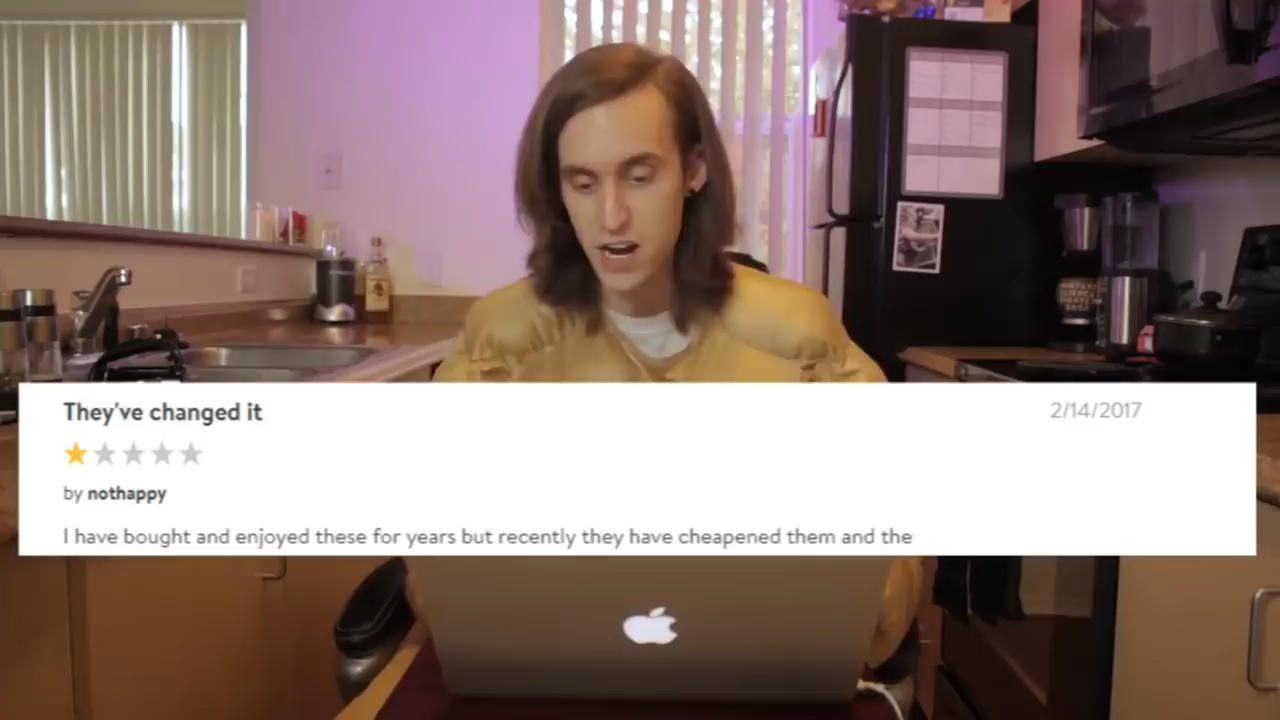 They've changed it
2/14/2017
by nothappy
I have bought and enjoyed these for years but recently they have cheapened them and the